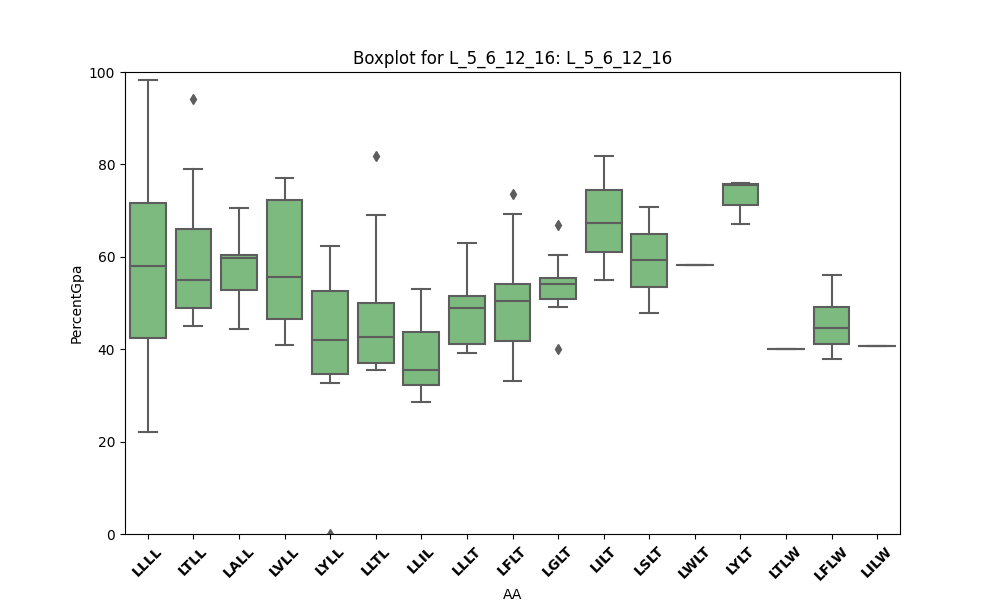 Boxplot for L_5_6_12_16: L_5_6_12_16
PercentGpa
100
80
60
40
20
0
LLLL LTLL LALL LVLL LYLL LLTL LLIL LLLT LFLT LGLT LILT LSLT LWLT LYLT LTLW LFLW LILW
AA